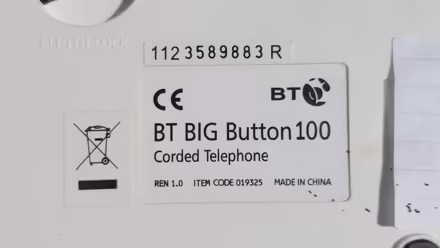 1123589883 R
CE
BT
BT BIG Button 100
Corded Telephone
REN 1.0 ITEM CODE 019325 MADE IN CHINA